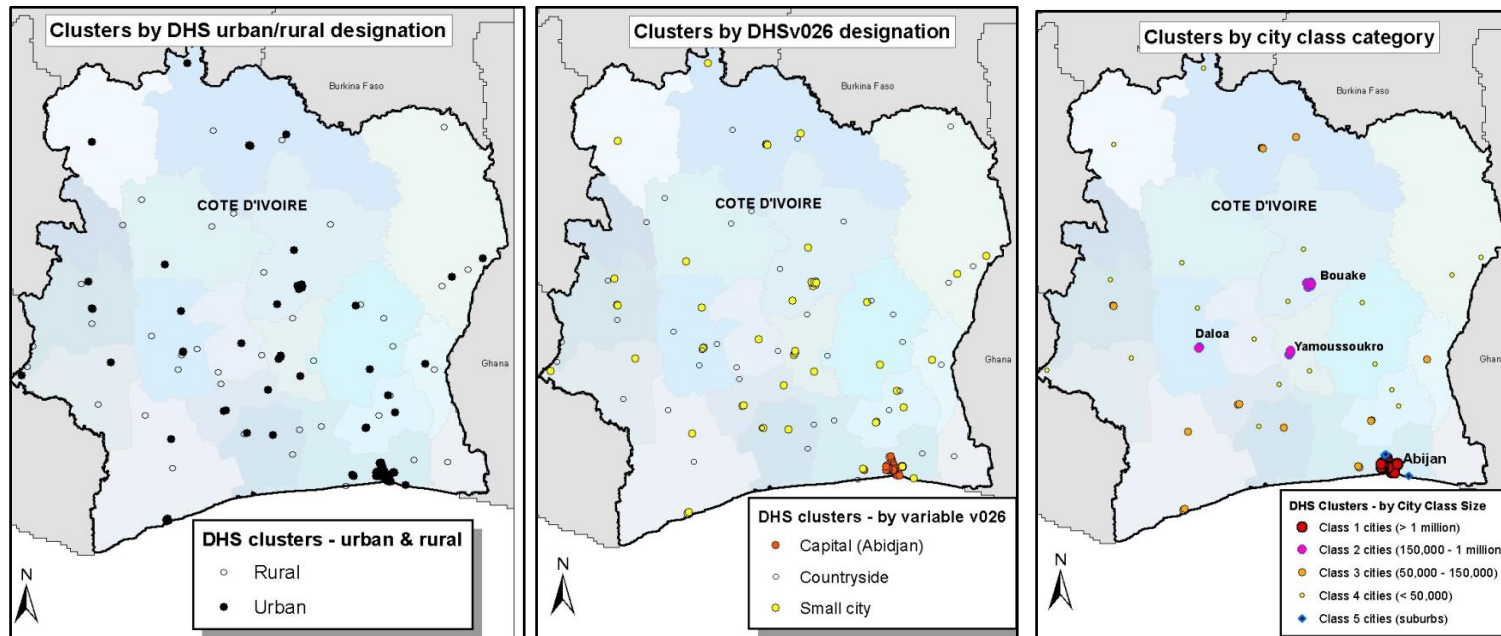 Clusters by DHS urban/rural designation
Burkina Faso
COTE D'IVOIRE
Ghana
N
DHS clusters - urban & rural
Rural
Urban
Clusters by DHSv026 designation
Burkina Faso
COTE D'IVOIRE
Ghana
N
DHS clusters - by variable v026
Capital (Abidjan)
Countryside
Small city
Clusters by city class category
Burkina Faso
COTE D'IVOIRE
Bouake
Daloa
Yamoussoukro
Ghana
Abijan
N
DHS Clusters - by City Class Size
Class 1 cities (> 1 million)
Class 2 cities (150,000 - 1 million
Class 3 cities (50,000 - 150,000)
Class 4 cities (< 50,000)
Class 5 cities (suburbs)